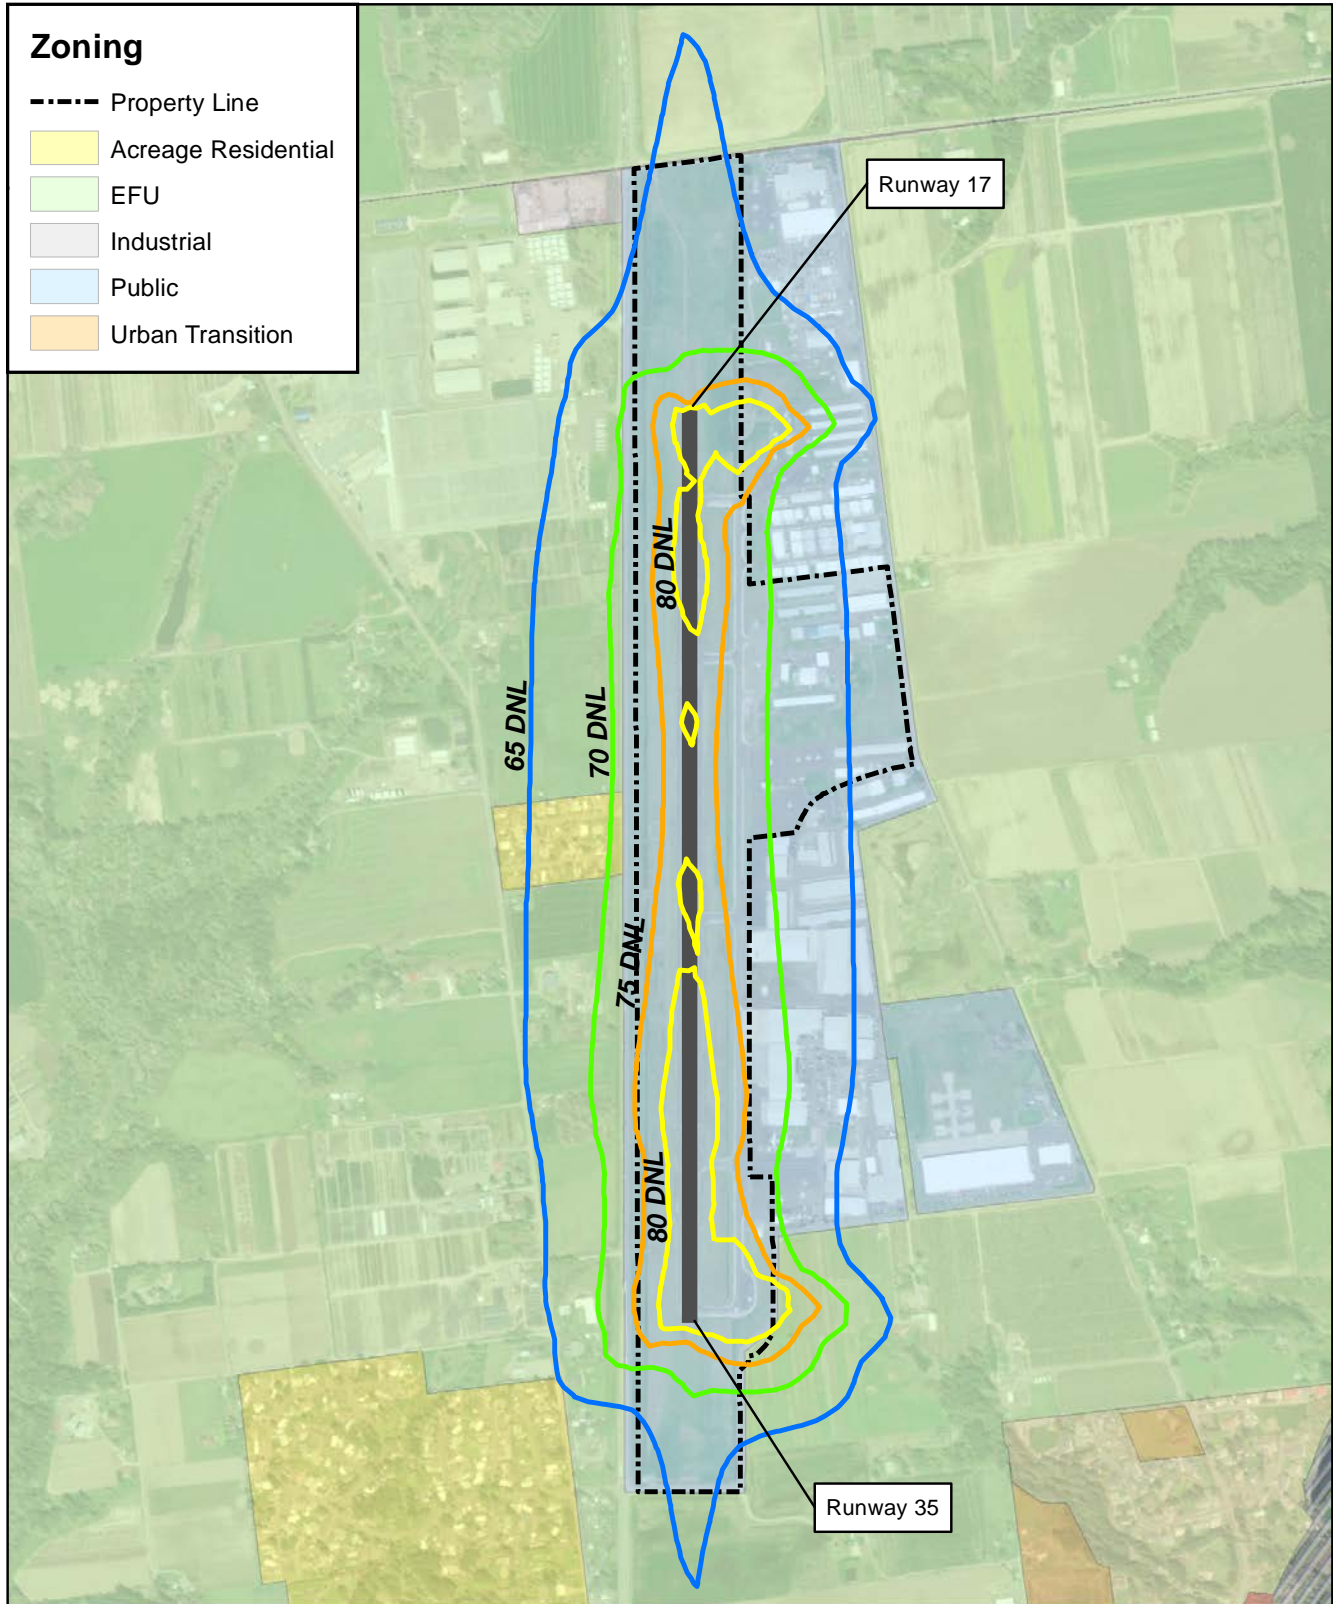 Zoning
Property Line
Acreage Residential
EFU
Industrial
Public
Urban Transition
Runway 17
80 DNL
65 DNL
70 DNL
75 DNL
80 DNL
Runway 35